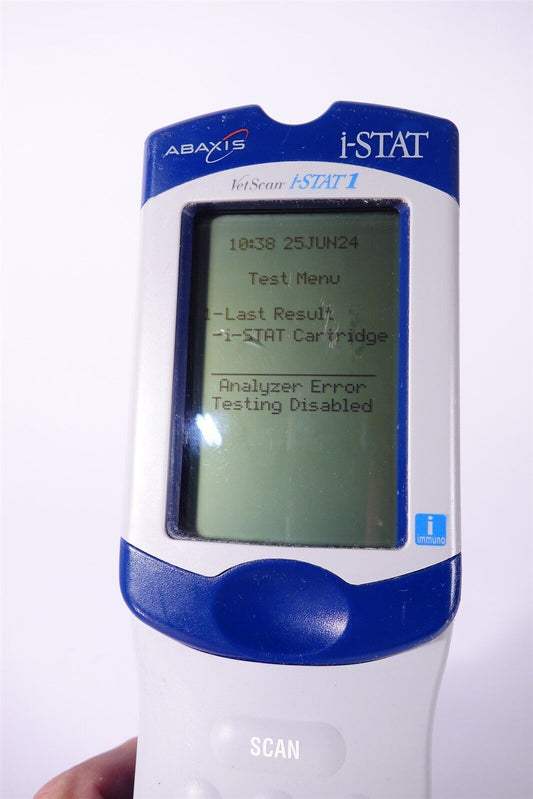 ABAXIS
i-STAT
VetScan i-STAT 1
10:38 25JUN24
Test Menu
1-Last Result
-i-STAT Cartridge
Analyzer Error
Testing Disabled
i
immuno
SCAN